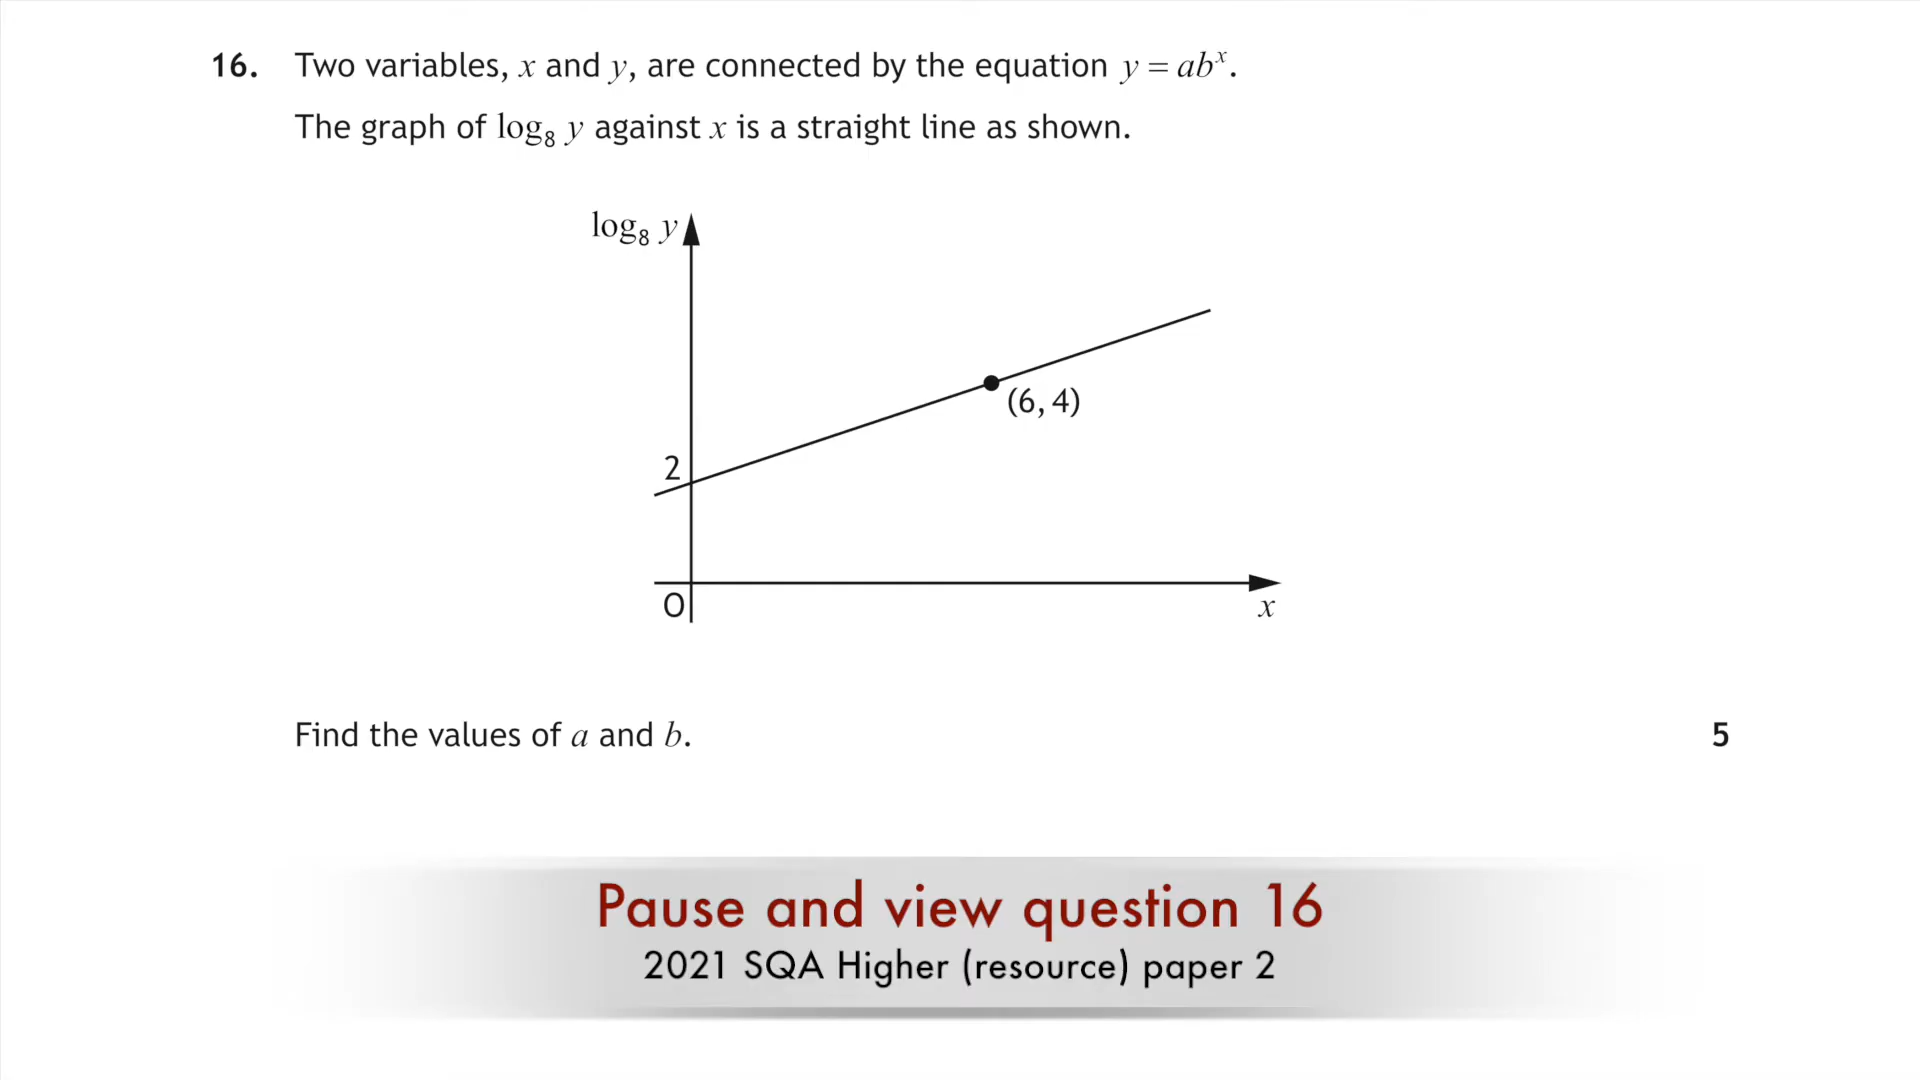 16. Two variables, x and y, are connected by the equation y = abˣ.
The graph of log₈ y against x is a straight line as shown.
log₈ y
(6, 4)
2
O
x
Find the values of a and b. 5
Pause and view question 16
2021 SQA Higher (resource) paper 2